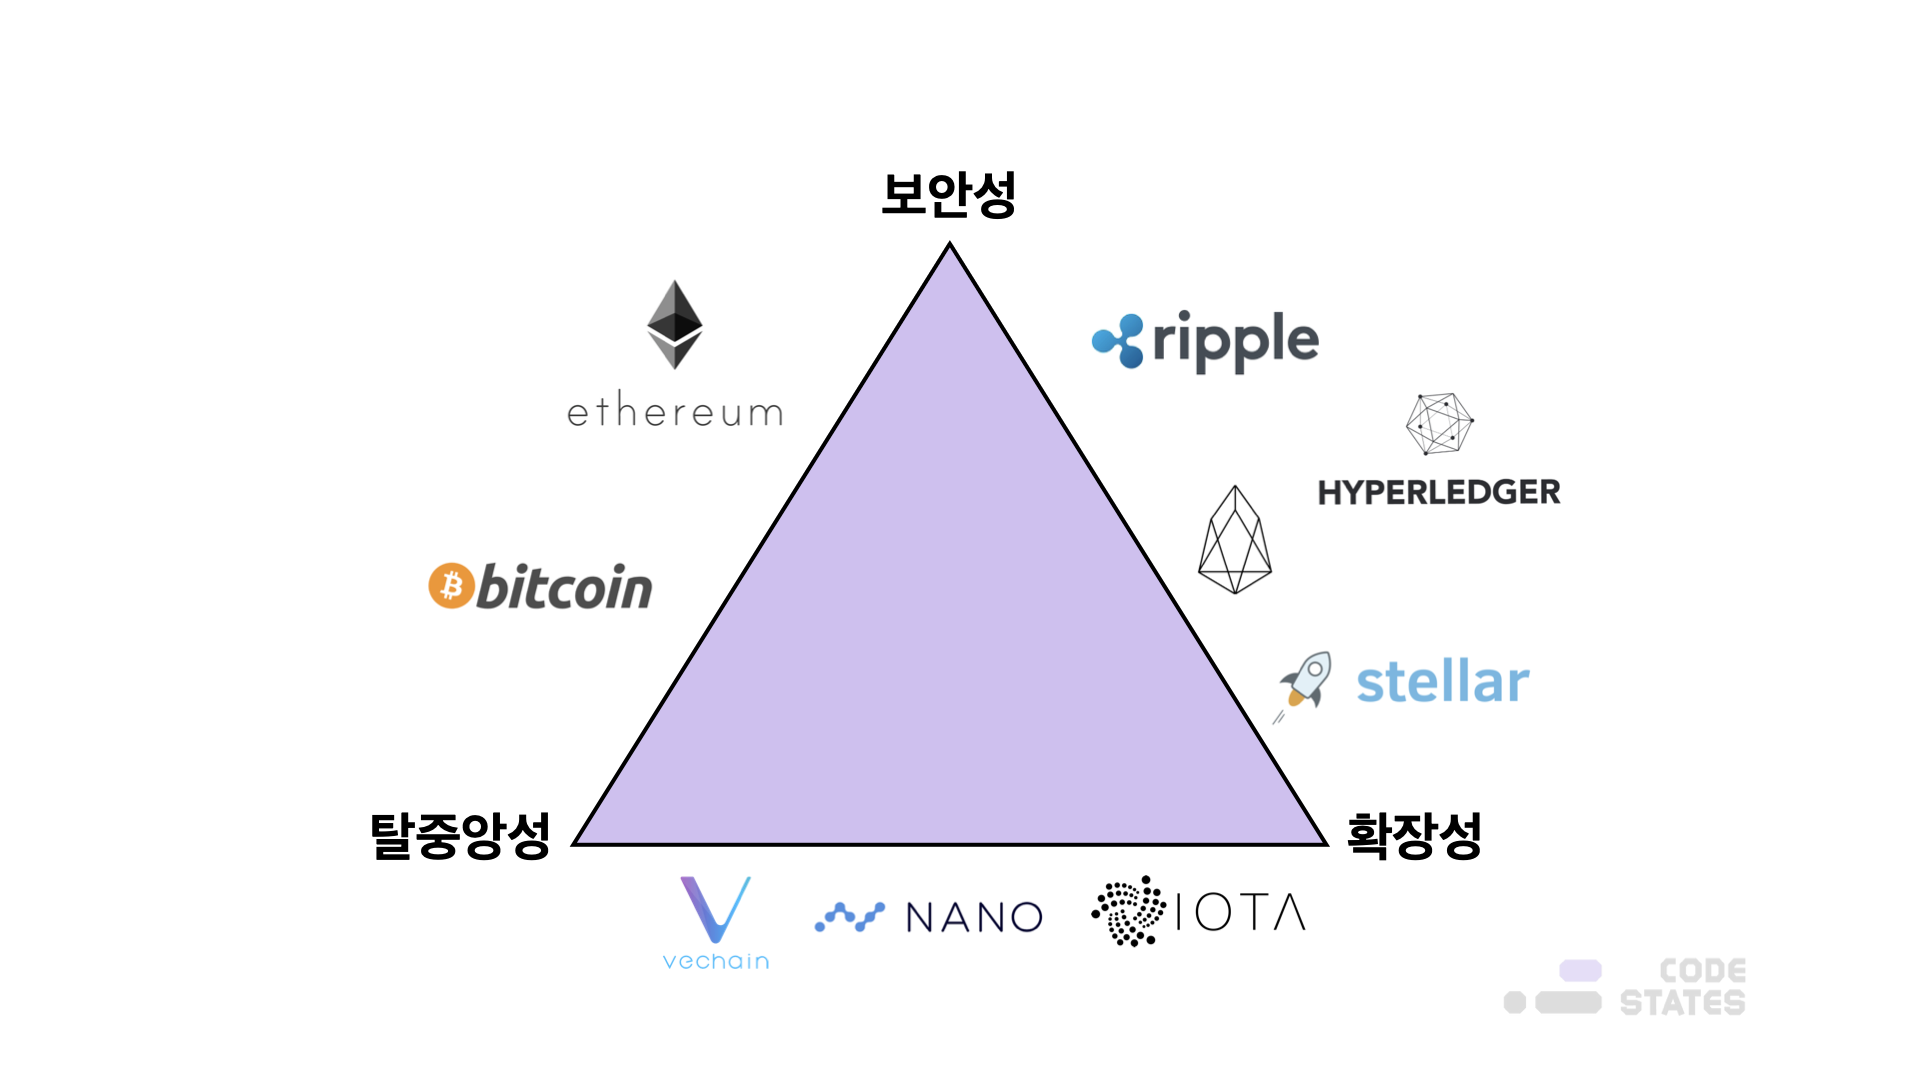 보안성
ethereum
ripple
HYPERLEDGER
bitcoin
stellar
탈중앙성
확장성
vechain
NANO
IOTA
CODE
STATES